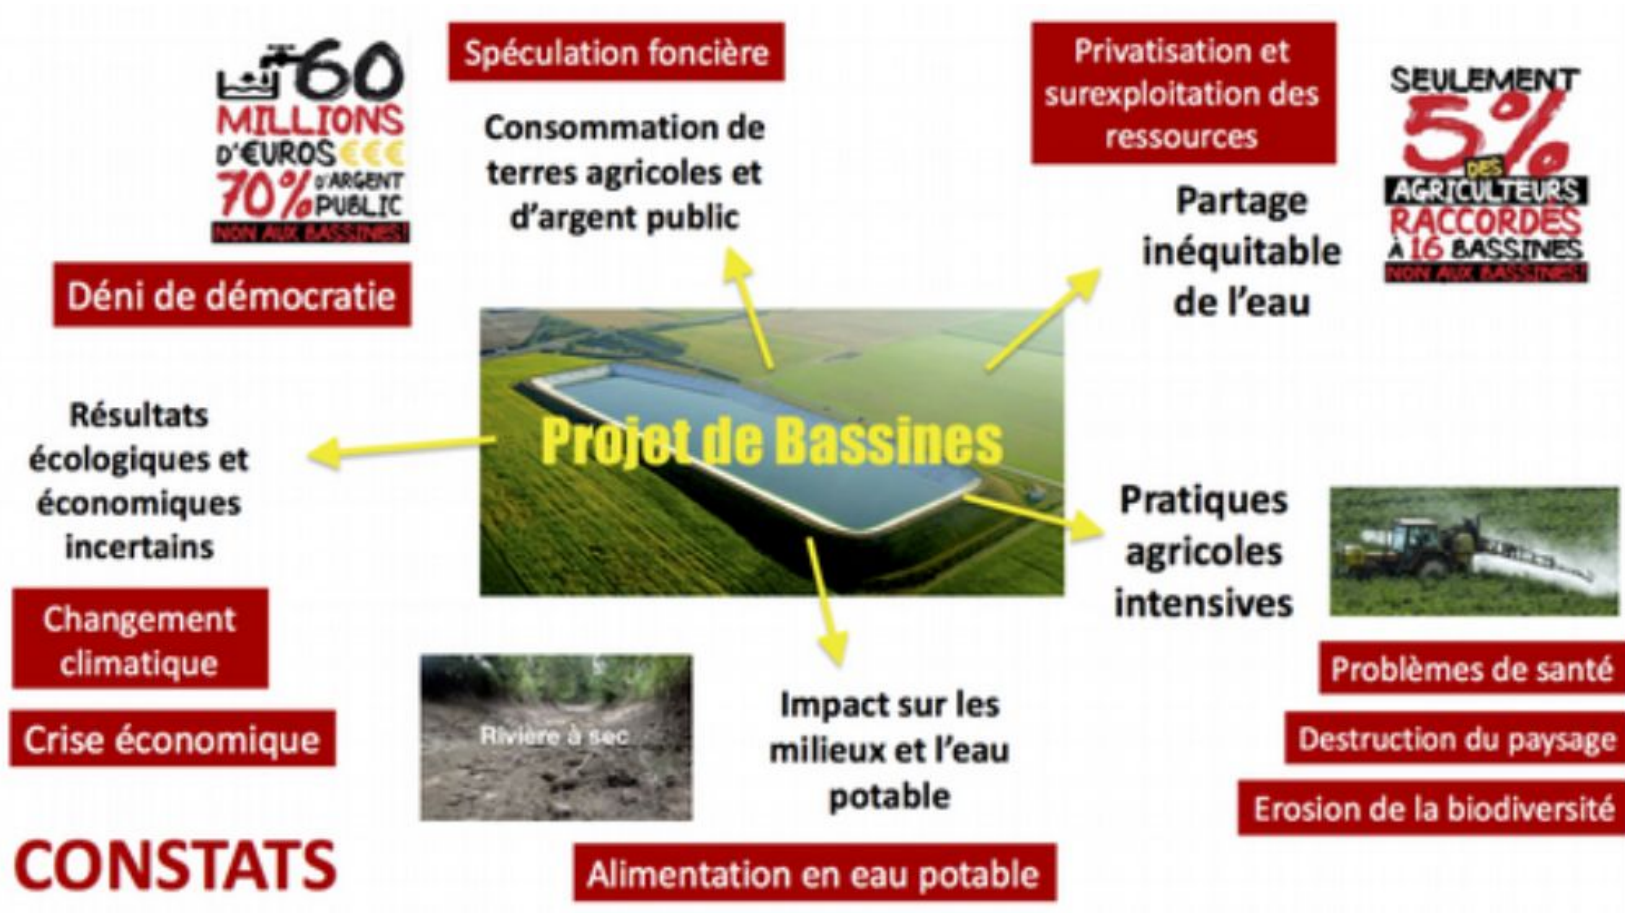 60
MILLIONS
D'€UROS €€€
70% D'ARGENT
PUBLIC
NON AUX BASSINES!
Déni de démocratie
Spéculation foncière
Consommation de
terres agricoles et
d'argent public
Privatisation et
surexploitation des
ressources
Partage
inéquitable
de l'eau
SEULEMENT
5%
DES
AGRICULTEURS
RACCORDÉS
À 16 BASSINES
NON AUX BASSSINES!
Projet de Bassines
Résultats
écologiques et
économiques
incertains
Changement
climatique
Crise économique
CONSTATS
Rivière à sec
Impact sur les
milieux et l'eau
potable
Alimentation en eau potable
Pratiques
agricoles
intensives
Problèmes de santé
Destruction du paysage
Erosion de la biodiversité